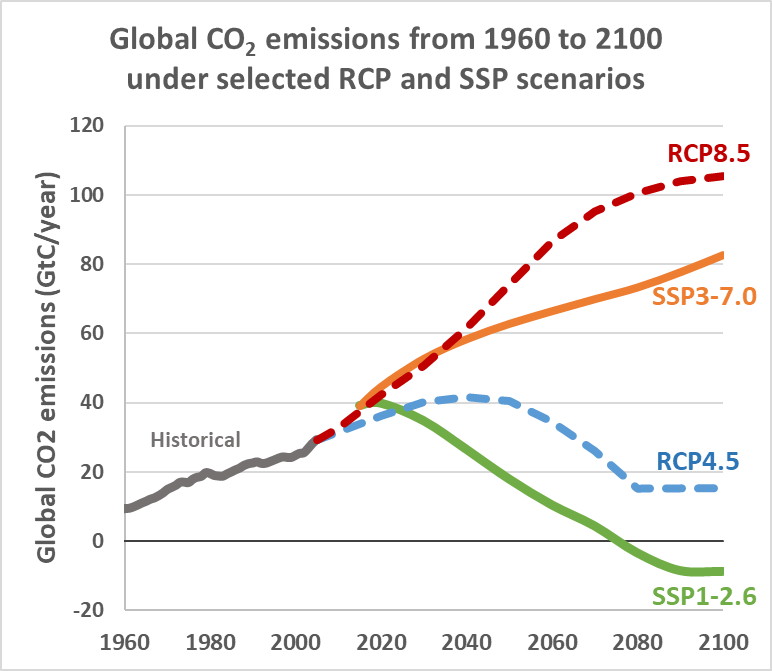 Global CO₂ emissions from 1960 to 2100
under selected RCP and SSP scenarios
Global CO2 emissions (GtC/year)
120
100
80
60
40
20
0
-20
RCP8.5
SSP3-7.0
Historical
RCP4.5
SSP1-2.6
1960 1980 2000 2020 2040 2060 2080 2100